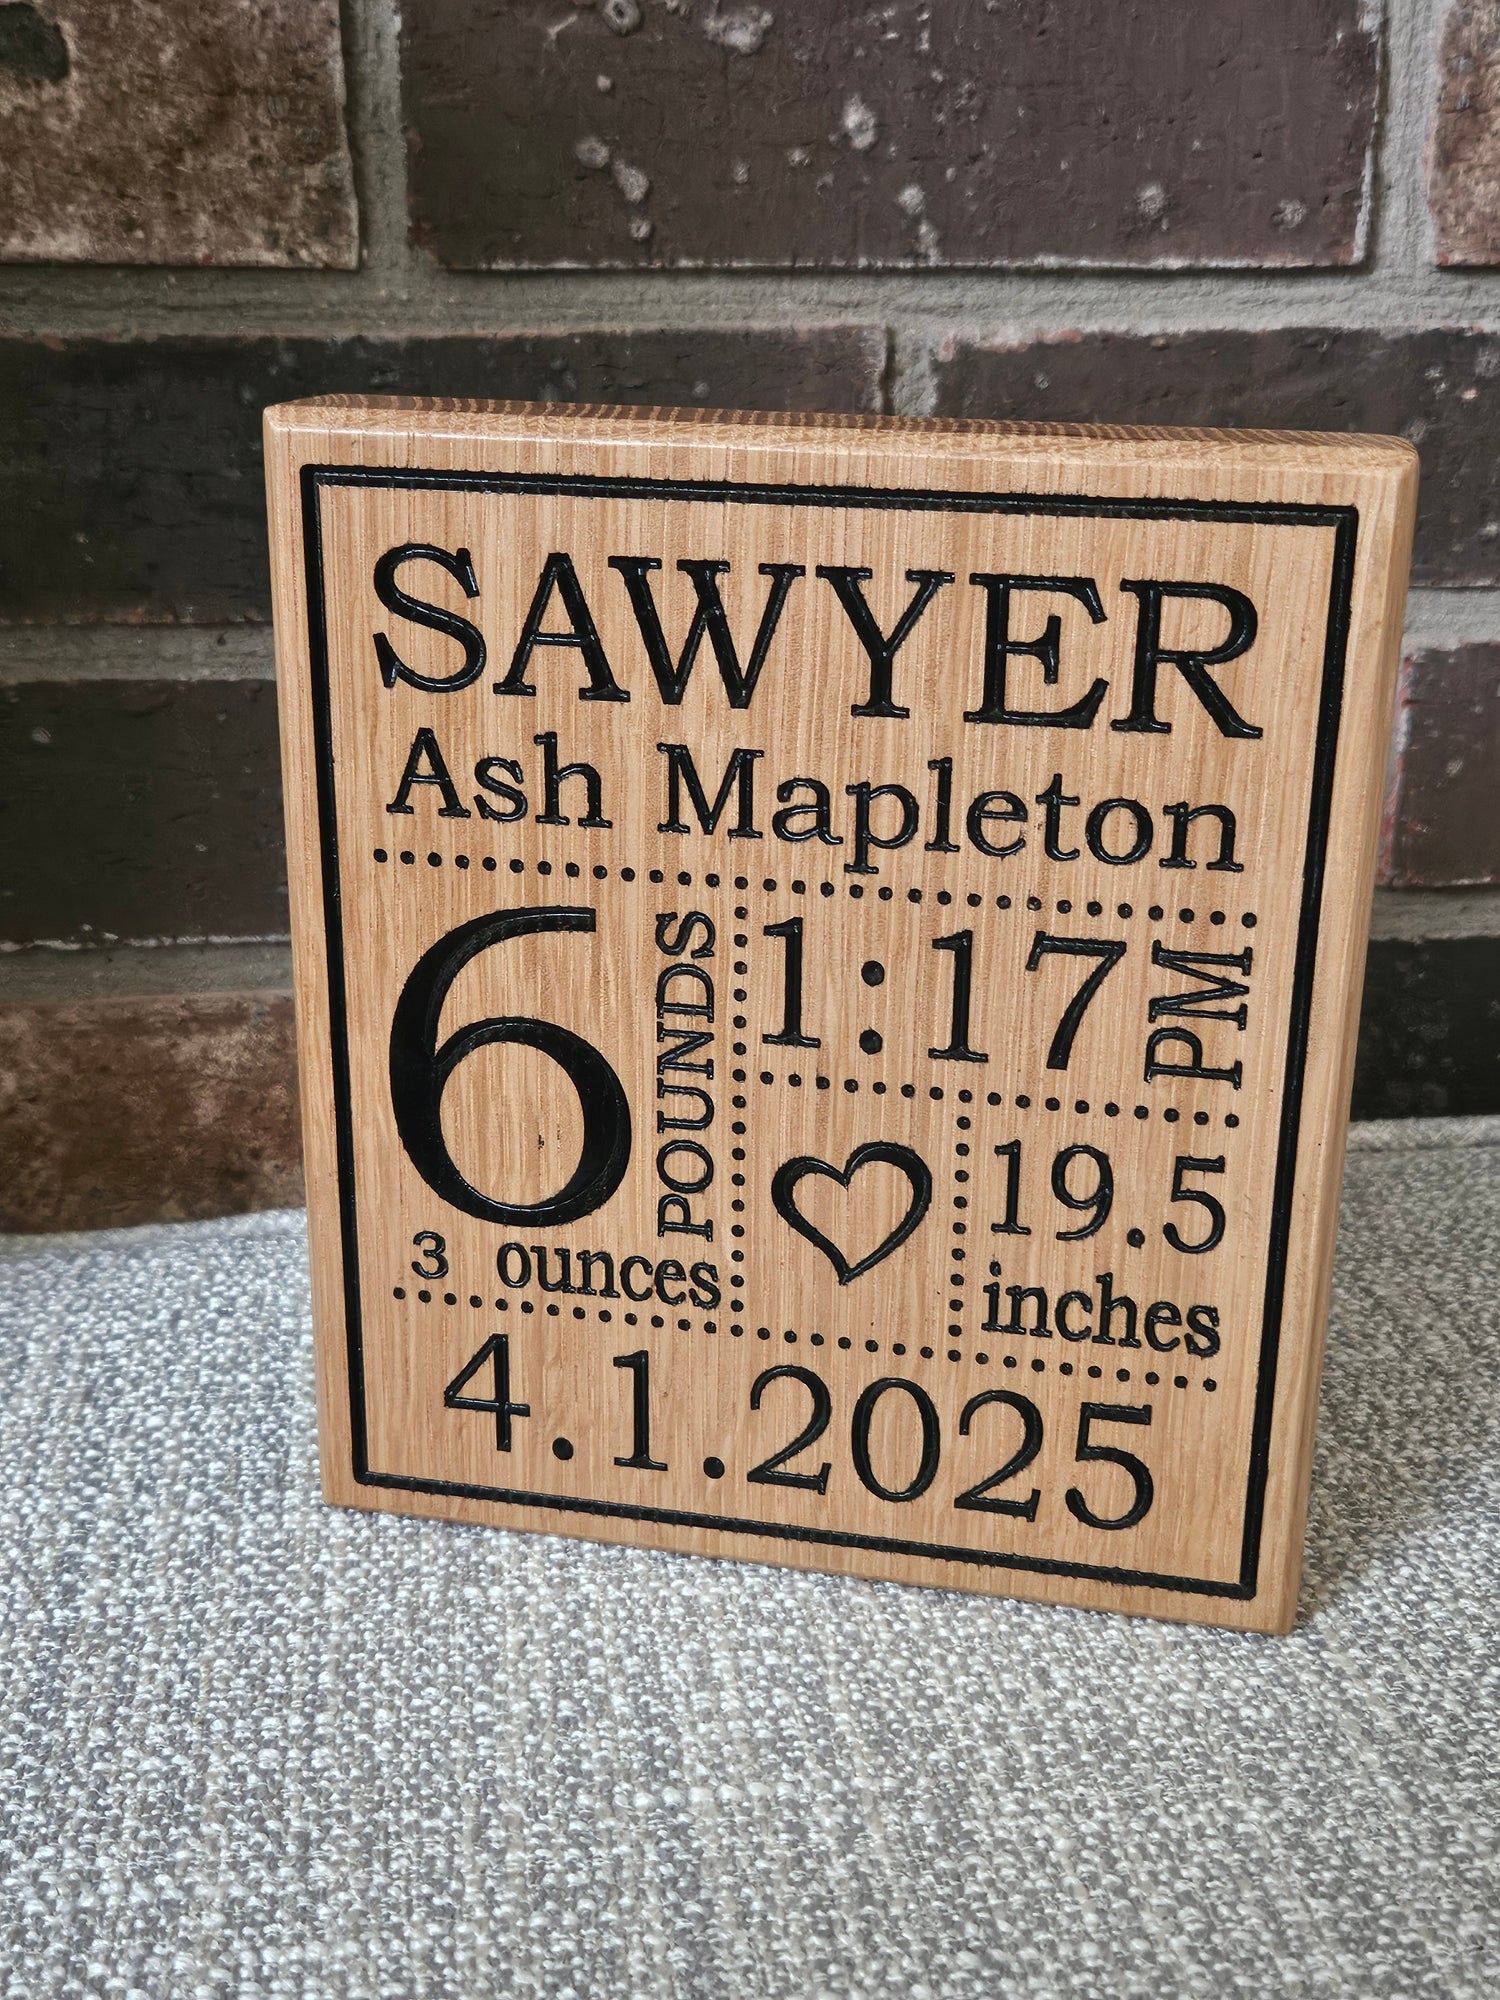 SAWYER
Ash Mapleton
6 POUNDS
3 ounces
1:17 PM
19.5
inches
4.1.2025